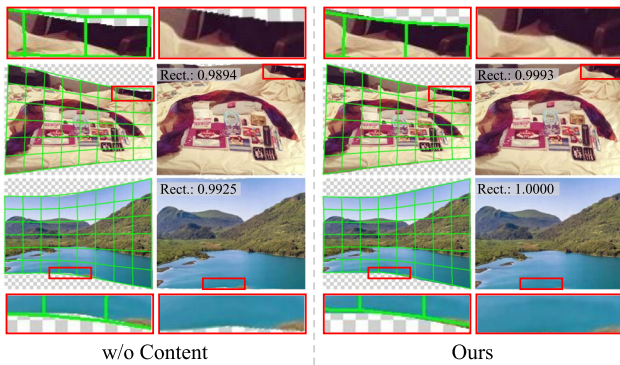 Rect.: 0.9894
Rect.: 0.9993
Rect.: 0.9925
Rect.: 1.0000
w/o Content
Ours